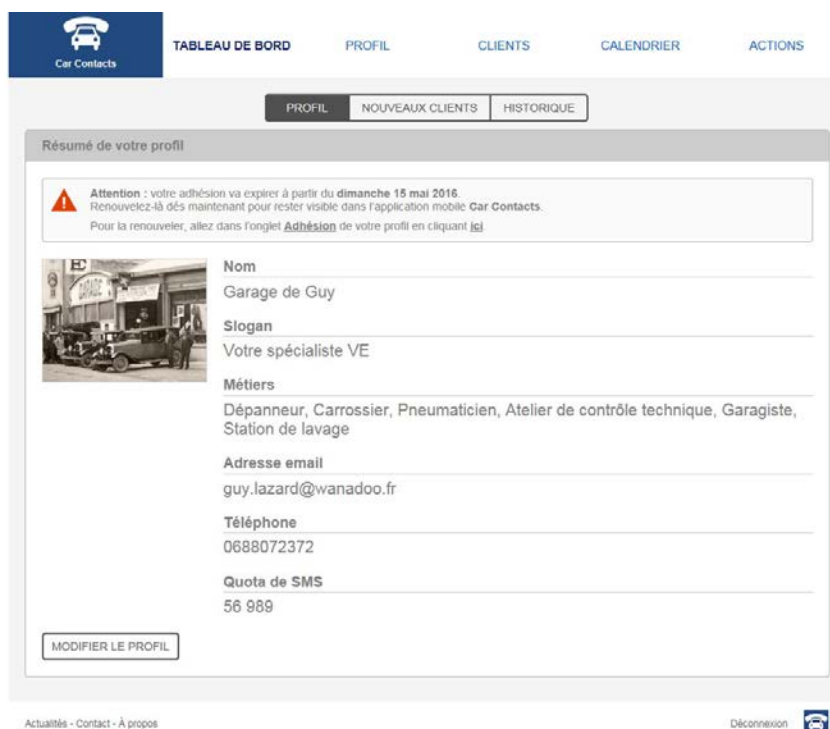 Car Contacts
TABLEAU DE BORD PROFIL CLIENTS CALENDRIER ACTIONS
PROFIL NOUVEAUX CLIENTS HISTORIQUE
Résumé de votre profil
Attention : votre adhésion va expirer à partir du dimanche 15 mai 2016.
Renouvelez-là dés maintenant pour rester visible dans l'application mobile Car Contacts.
Pour la renouveler, allez dans l'onglet Adhésion de votre profil en cliquant ici.
GARAGE
Nom
Garage de Guy
Slogan
Votre spécialiste VE
Métiers
Dépanneur, Carrossier, Pneumaticien, Atelier de contrôle technique, Garagiste,
Station de lavage
Adresse email
guy.lazard@wanadoo.fr
Téléphone
0688072372
Quota de SMS
56 989
MODIFIER LE PROFIL
Actualités - Contact - À propos Déconnexion